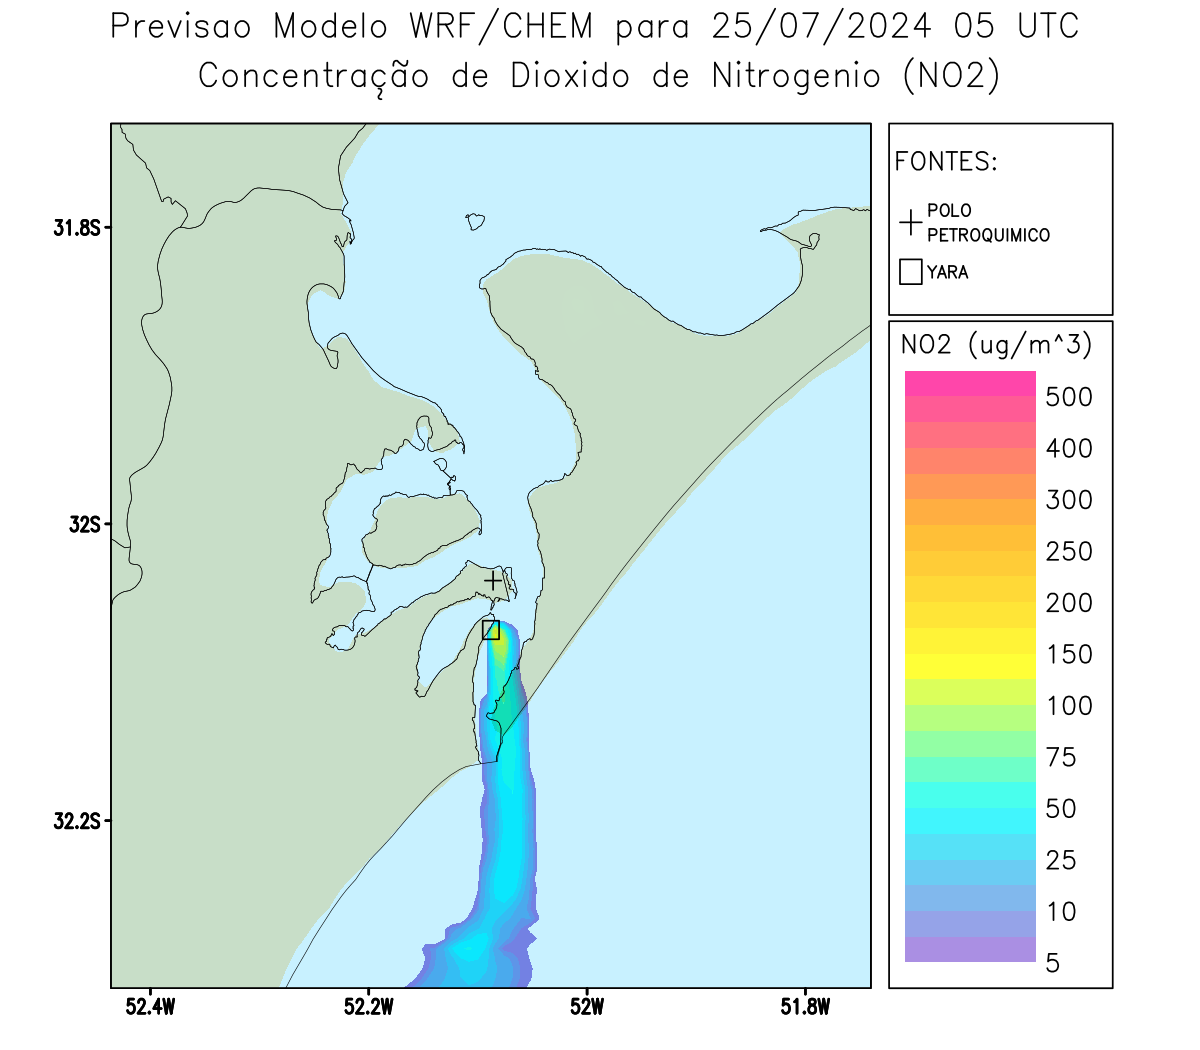 Previsao Modelo WRF/CHEM para 25/07/2024 05 UTC
Concentração de Dioxido de Nitrogenio (NO2)
FONTES:
POLO
PETROQUIMICO
YARA
31.8S
32S
32.2S
52.4W
52.2W
52W
51.8W
NO2 (ug/m^3)
500
400
300
250
200
150
100
75
50
25
10
5